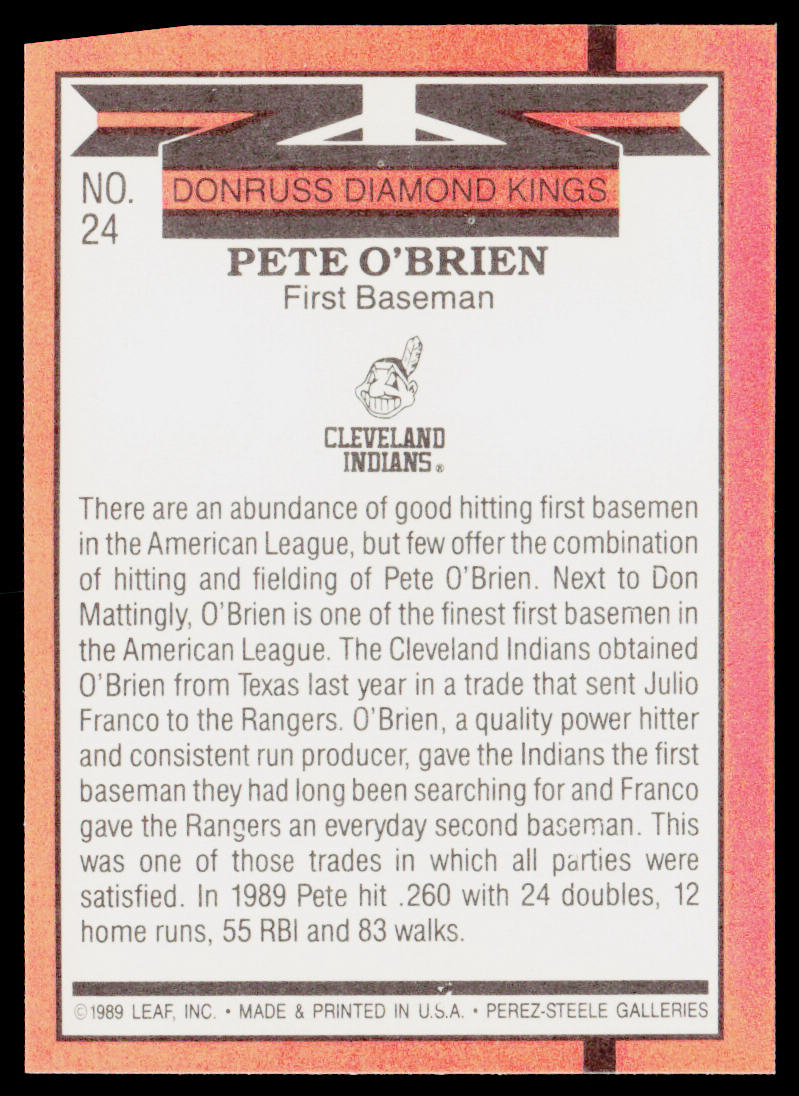 NO.
24
DONRUSS DIAMOND KINGS
PETE O'BRIEN
First Baseman
CLEVELAND
INDIANS®
There are an abundance of good hitting first basemen
in the American League, but few offer the combination
of hitting and fielding of Pete O'Brien. Next to Don
Mattingly, O'Brien is one of the finest first basemen in
the American League. The Cleveland Indians obtained
O'Brien from Texas last year in a trade that sent Julio
Franco to the Rangers. O'Brien, a quality power hitter
and consistent run producer, gave the Indians the first
baseman they had long been searching for and Franco
gave the Rangers an everyday second baseman. This
was one of those trades in which all parties were
satisfied. In 1989 Pete hit .260 with 24 doubles, 12
home runs, 55 RBI and 83 walks.
©1989 LEAF, INC. • MADE & PRINTED IN U.S.A. • PEREZ-STEELE GALLERIES